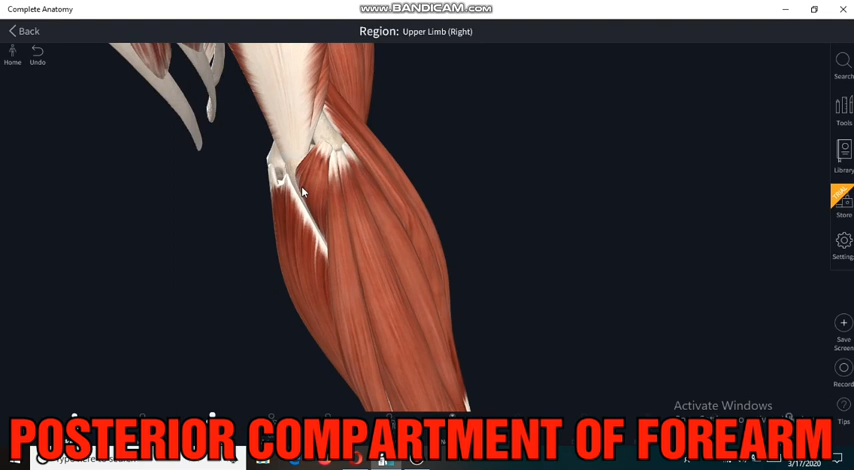 Complete Anatomy
www.BANDICAM.com
Back
Region: Upper Limb (Right)
Home
Undo
Search
Tools
Library
TRIAL
Store
Settings
Save
Screen
Record
Activate Windows
Tips
POSTERIOR COMPARTMENT OF FOREARM
3/17/2020